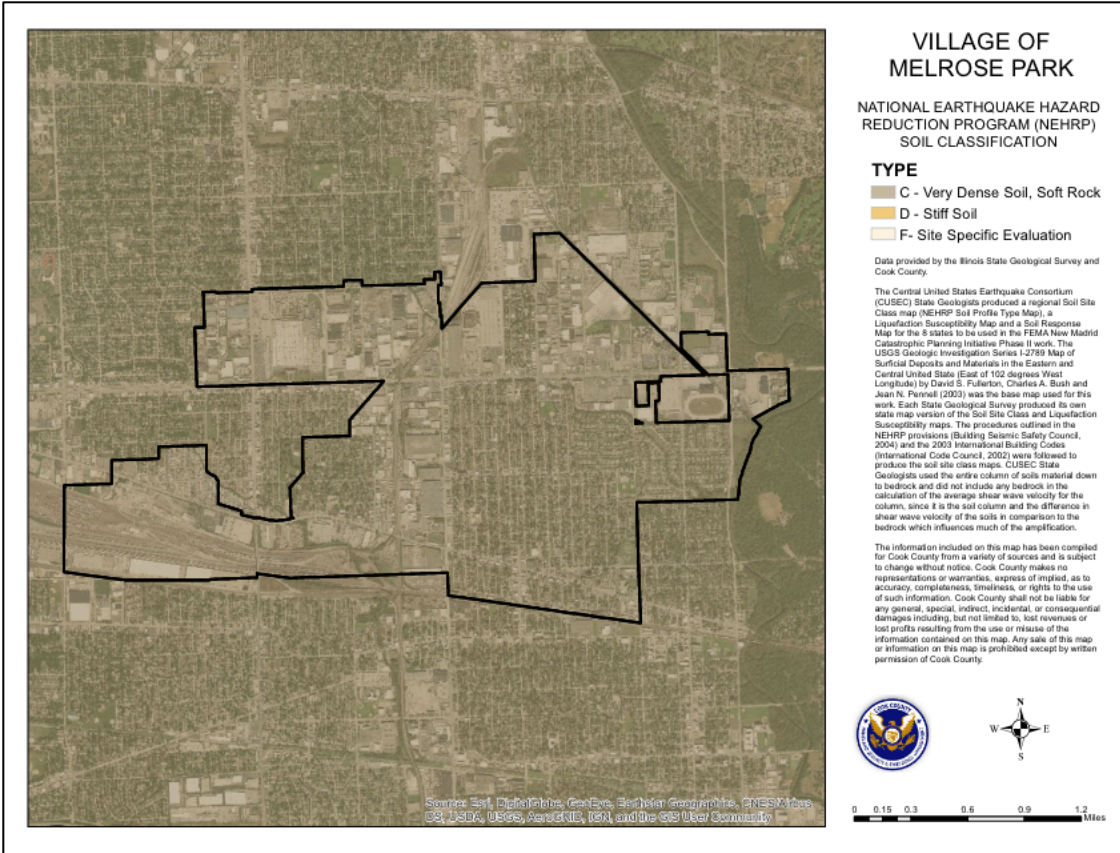 VILLAGE OF
MELROSE PARK
NATIONAL EARTHQUAKE HAZARD
REDUCTION PROGRAM (NEHRP)
SOIL CLASSIFICATION
TYPE
C - Very Dense Soil, Soft Rock
D - Stiff Soil
F- Site Specific Evaluation
Data provided by the Illinois State Geological Survey and
Cook County.
The Central United States Earthquake Consortium
(CUSEC) State Geologists produced a regional Soil Site
Class map (NEHRP Soil Profile Type Map), a
Liquefaction Susceptibility Map and a Soil Response
Map for the 8 states to be used in the FEMA New Madrid
Catastrophic Planning Initiative Phase II work. The
USGS Geologic Investigation Series I-2789 Map of
Surficial Deposits and Materials in the Eastern and
Central United State (East of 102 degrees West
Longitude) by David S. Fullerton, Charles A. Bush and
Jean N. Pennell (2003) was the base map used for this
work. Each State Geological Survey produced its own
state map version of the Soil Site Class and Liquefaction
Susceptibility maps. The procedures outlined in the
NEHRP provisions (Building Seismic Safety Council,
2004) and the 2003 International Building Codes
(International Code Council, 2002) were followed to
produce the soil site class maps. CUSEC State
Geologists used the entire column of soils material down
to bedrock and did not include any bedrock in the
calculation of the average shear wave velocity for the
column, since it is the soil column and the difference in
shear wave velocity of the soils in comparison to the
bedrock which influences much of the amplification.
The information included on this map has been compiled
for Cook County from a variety of sources and is subject
to change without notice. Cook County makes no
representations or warranties, express of implied, as to
accuracy, completeness, timeliness, or rights to the use
of such information. Cook County shall not be liable for
any general, special, indirect, incidental, or consequential
damages including, but not limited to, lost revenues or
lost profits resulting from the use or misuse of the
information contained on this map. Any sale of this map
or information on this map is prohibited except by written
permission of Cook County.
COOK COUNTY
N
W E
S
0 0.15 0.3 0.6 0.9 1.2
Miles
Source: Esri, DigitalGlobe, GeoEye, Earthstar Geographics, CNES/Airbus
DS, USDA, USGS, AeroGRID, IGN, and the GIS User Community